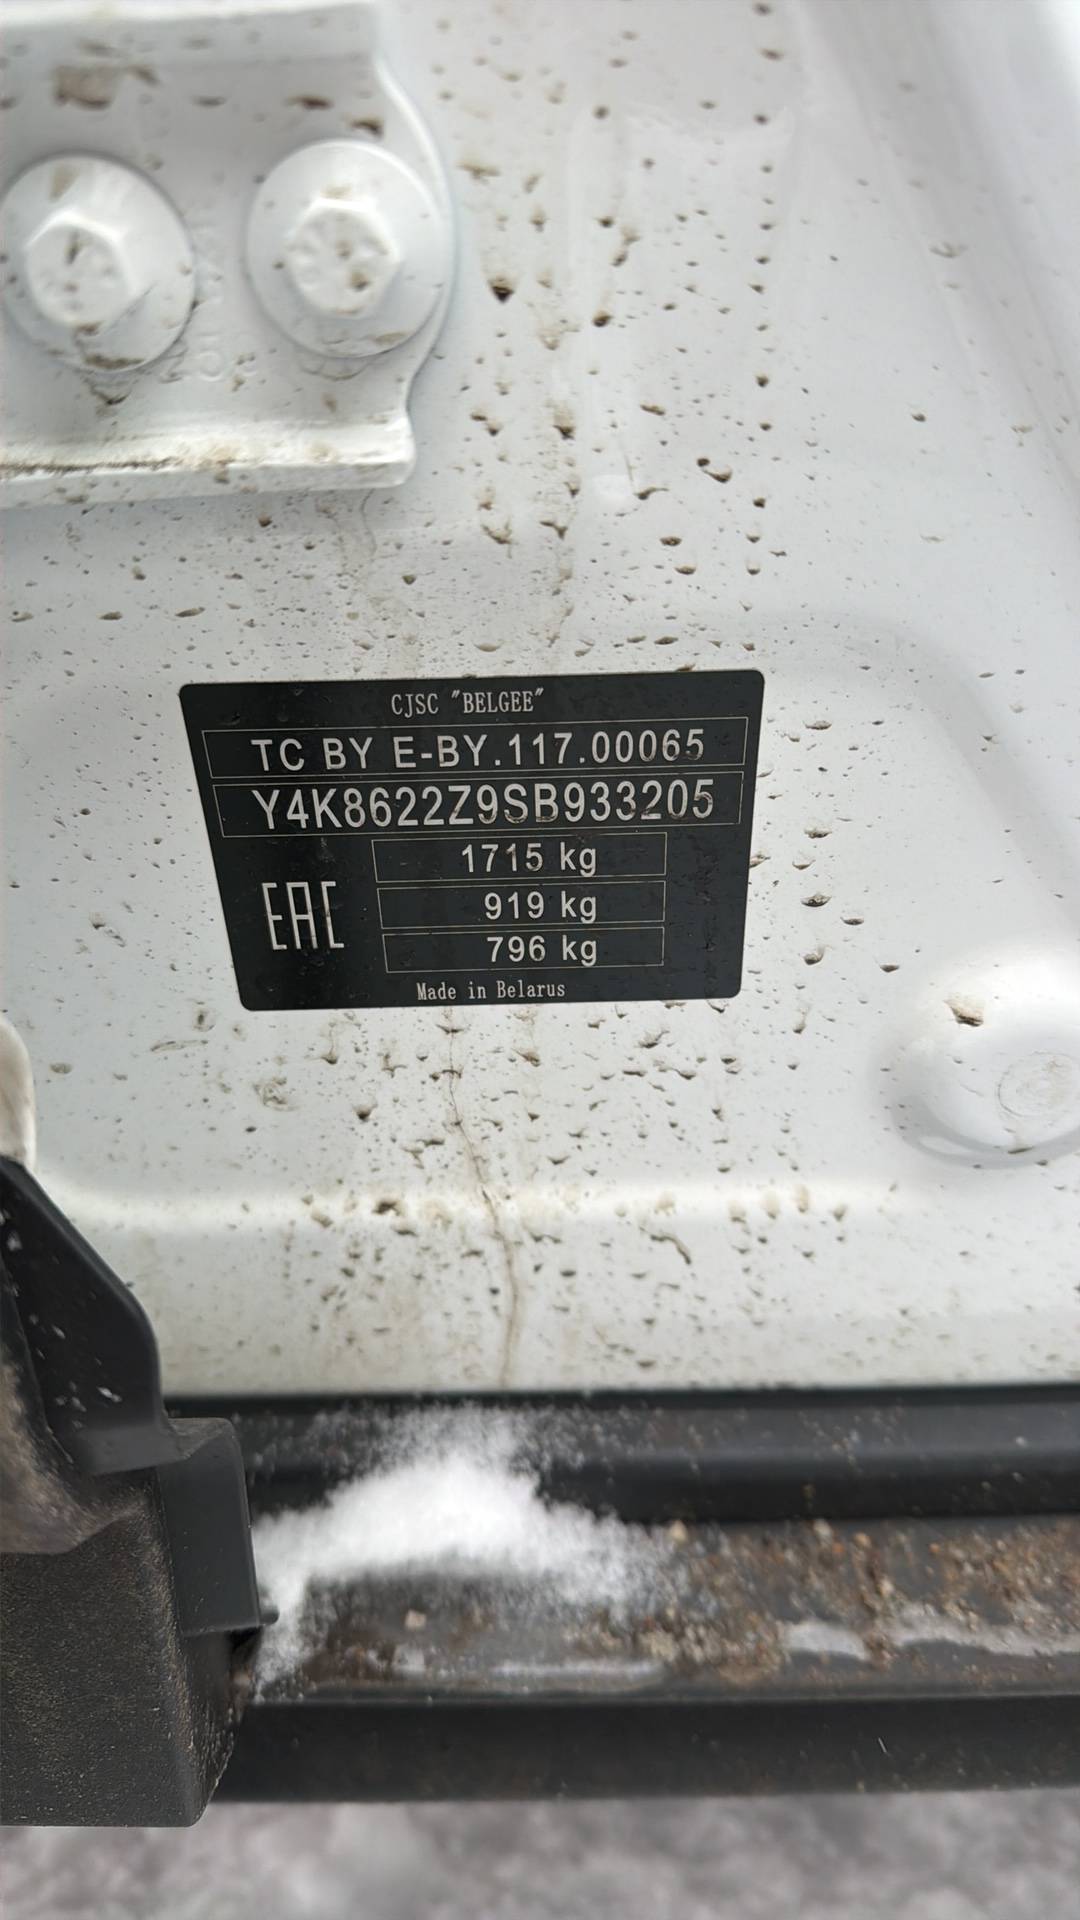 CJSC "BELGEE"
TC BY E-BY.117.00065
Y4K8622Z9SB933205
1715 kg
919 kg
EAC
796 kg
Made in Belarus